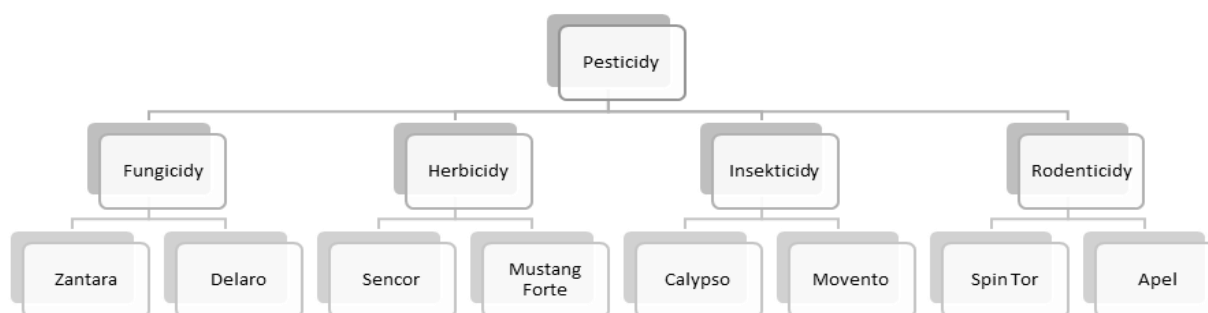 Pesticidy
Fungicidy
Herbicidy
Insekticidy
Rodenticidy
Zantara
Delaro
Sencor
Mustang
Forte
Calypso
Movento
Spin Tor
Apel